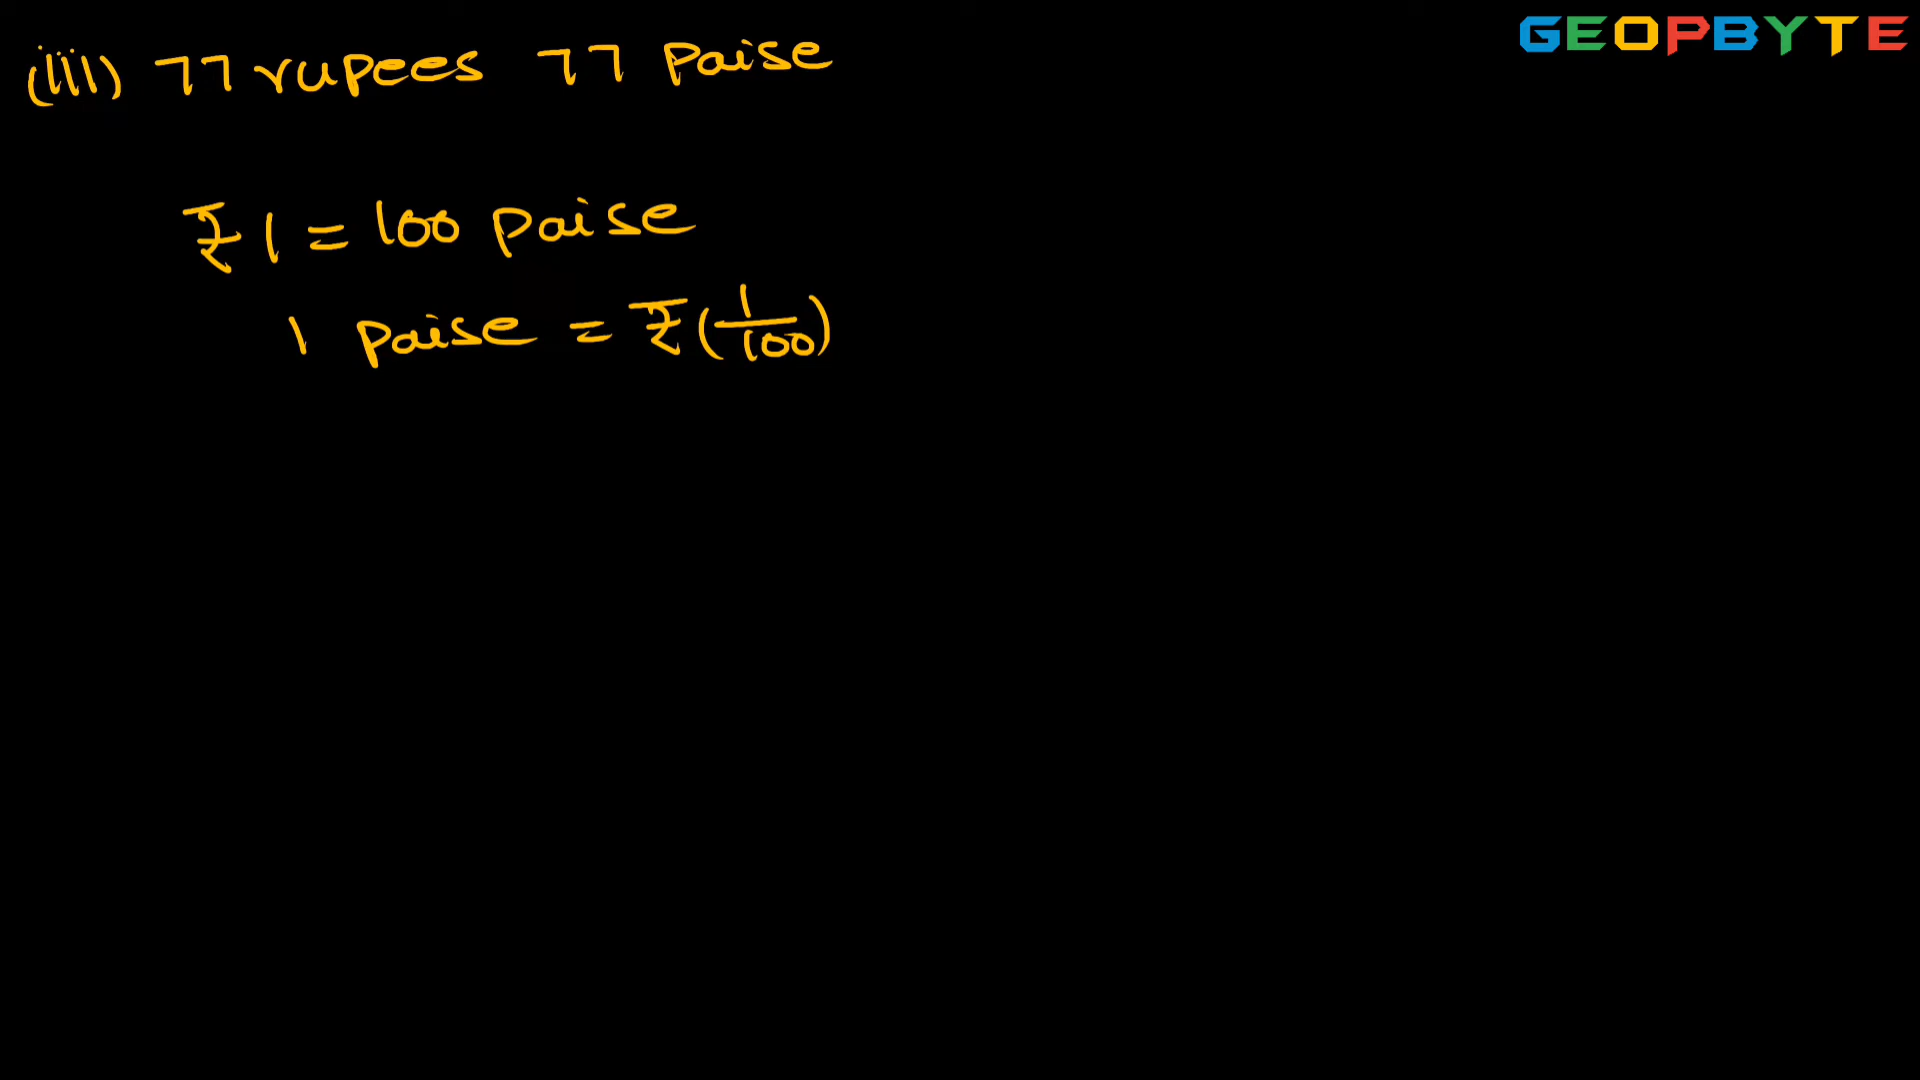 GEOPBYTE
(iii) 77 rupees 77 paise
₹ 1 = 100 paise
1 paise = ₹ (1/100)